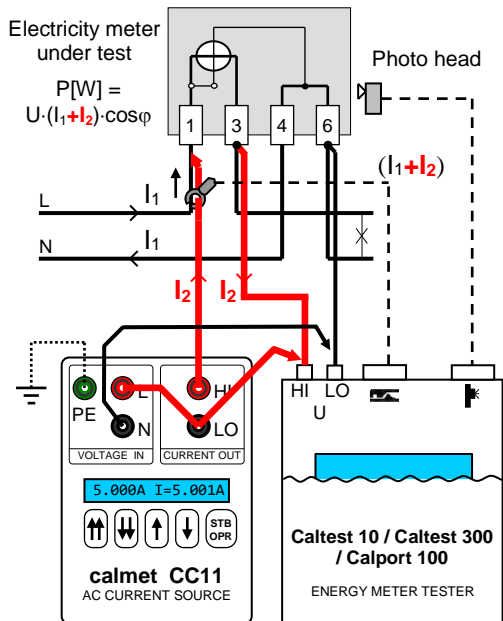 Electricity meter
under test
P[W] =
U·(I₁+I₂)·cosφ
Photo head
1
3
4
6
(I₁+I₂)
L
I₁
N
I₁
I₂
I₂
L
HI
PE
N
LO
VOLTAGE IN
CURRENT OUT
5.000A I=5.001A
STB
OPR
calmet CC11
AC CURRENT SOURCE
HI
LO
U
Caltest 10 / Caltest 300
/ Calport 100
ENERGY METER TESTER